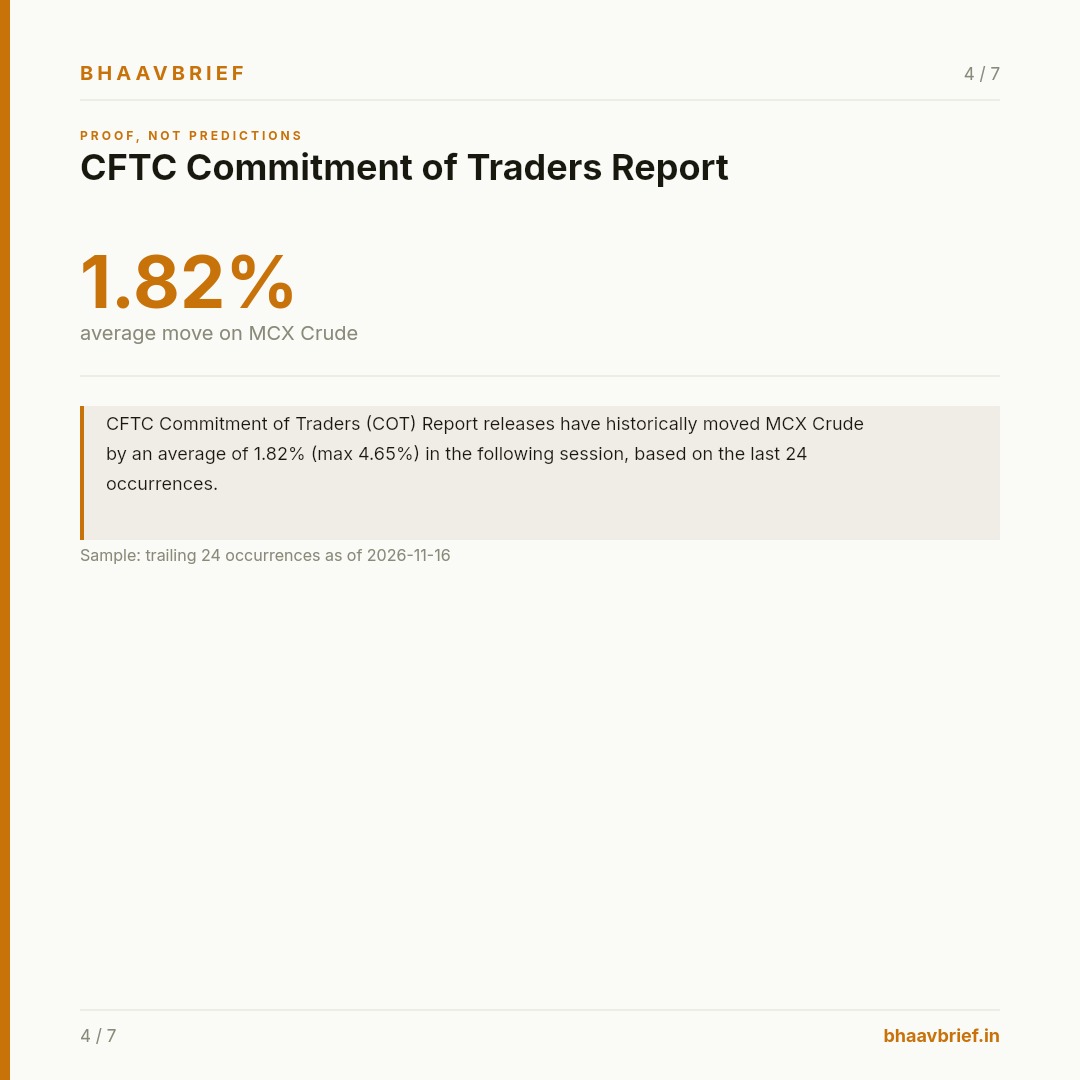 BHAAVBRIEF
4 / 7
PROOF, NOT PREDICTIONS
CFTC Commitment of Traders Report
1.82%
average move on MCX Crude
CFTC Commitment of Traders (COT) Report releases have historically moved MCX Crude
by an average of 1.82% (max 4.65%) in the following session, based on the last 24
occurrences.
Sample: trailing 24 occurrences as of 2026-11-16
4 / 7
bhaavbrief.in